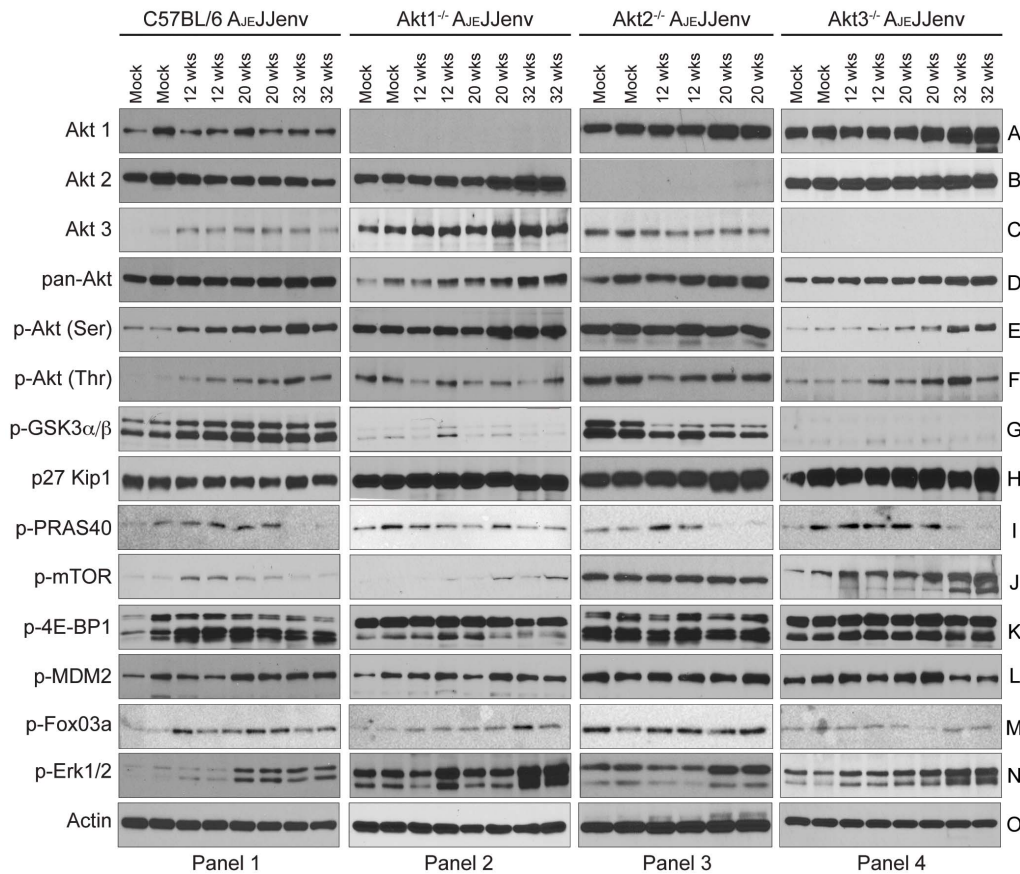 C57BL/6 AJEJJenv Akt1-/- AJEJJenv Akt2-/- AJEJJenv Akt3-/- AJEJJenv
Mock Mock 12 wks 12 wks 20 wks 20 wks 32 wks 32 wks Mock Mock 12 wks 12 wks 20 wks 20 wks 32 wks 32 wks Mock Mock 12 wks 12 wks 20 wks 20 wks Mock Mock 12 wks 12 wks 20 wks 20 wks 32 wks 32 wks
Akt 1 A
Akt 2 B
Akt 3 C
pan-Akt D
p-Akt (Ser) E
p-Akt (Thr) F
p-GSK3α/β G
p27 Kip1 H
p-PRAS40 I
p-mTOR J
p-4E-BP1 K
p-MDM2 L
p-Fox03a M
p-Erk1/2 N
Actin O
Panel 1 Panel 2 Panel 3 Panel 4